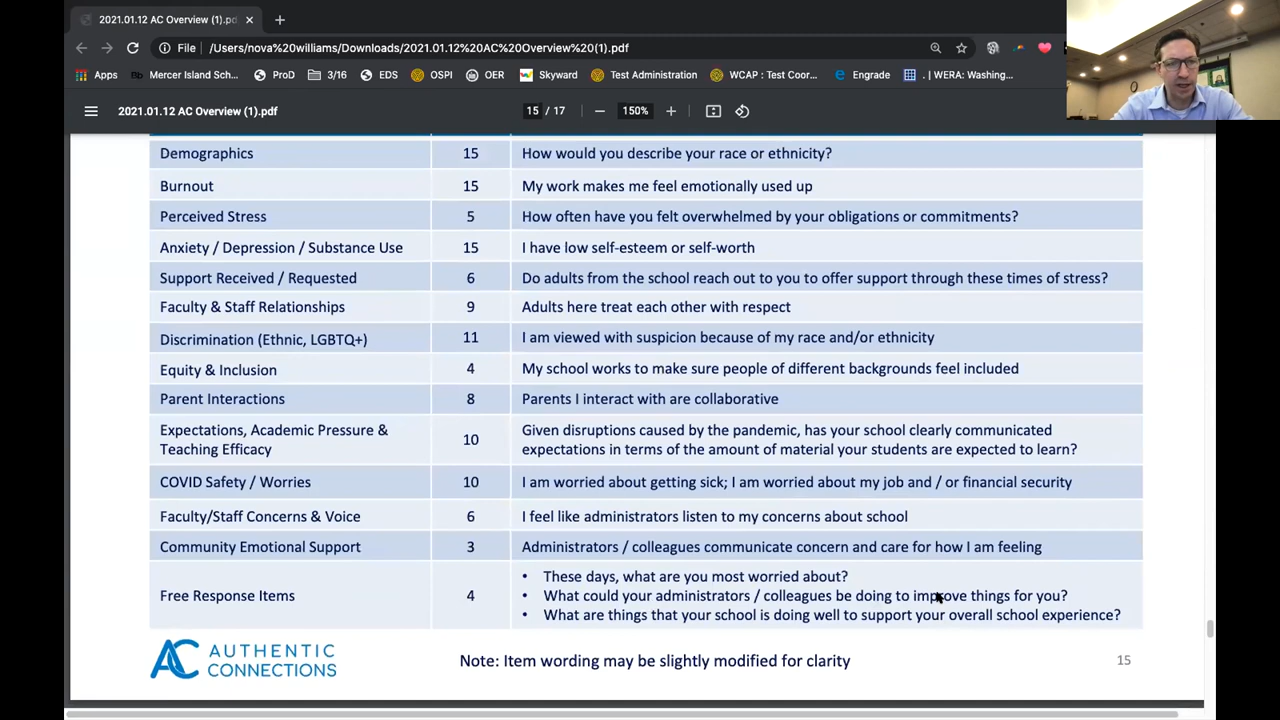 2021.01.12 AC Overview (1).pd
File /Users/nova%20williams/Downloads/2021.01.12%20AC%20Overview%20(1).pdf
Apps Mercer Island Sch... ProD 3/16 EDS OSPI OER Skyward Test Administration WCAP : Test Coor... Engrade . | WERA: Washing...
2021.01.12 AC Overview (1).pdf 15 / 17 150%
Demographics 15 How would you describe your race or ethnicity?
Burnout 15 My work makes me feel emotionally used up
Perceived Stress 5 How often have you felt overwhelmed by your obligations or commitments?
Anxiety / Depression / Substance Use 15 I have low self-esteem or self-worth
Support Received / Requested 6 Do adults from the school reach out to you to offer support through these times of stress?
Faculty & Staff Relationships 9 Adults here treat each other with respect
Discrimination (Ethnic, LGBTQ+) 11 I am viewed with suspicion because of my race and/or ethnicity
Equity & Inclusion 4 My school works to make sure people of different backgrounds feel included
Parent Interactions 8 Parents I interact with are collaborative
Expectations, Academic Pressure &
Teaching Efficacy
10
Given disruptions caused by the pandemic, has your school clearly communicated
expectations in terms of the amount of material your students are expected to learn?
COVID Safety / Worries 10 I am worried about getting sick; I am worried about my job and / or financial security
Faculty/Staff Concerns & Voice 6 I feel like administrators listen to my concerns about school
Community Emotional Support 3 Administrators / colleagues communicate concern and care for how I am feeling
Free Response Items 4
• These days, what are you most worried about?
• What could your administrators / colleagues be doing to improve things for you?
• What are things that your school is doing well to support your overall school experience?
AC AUTHENTIC
CONNECTIONS
Note: Item wording may be slightly modified for clarity
15